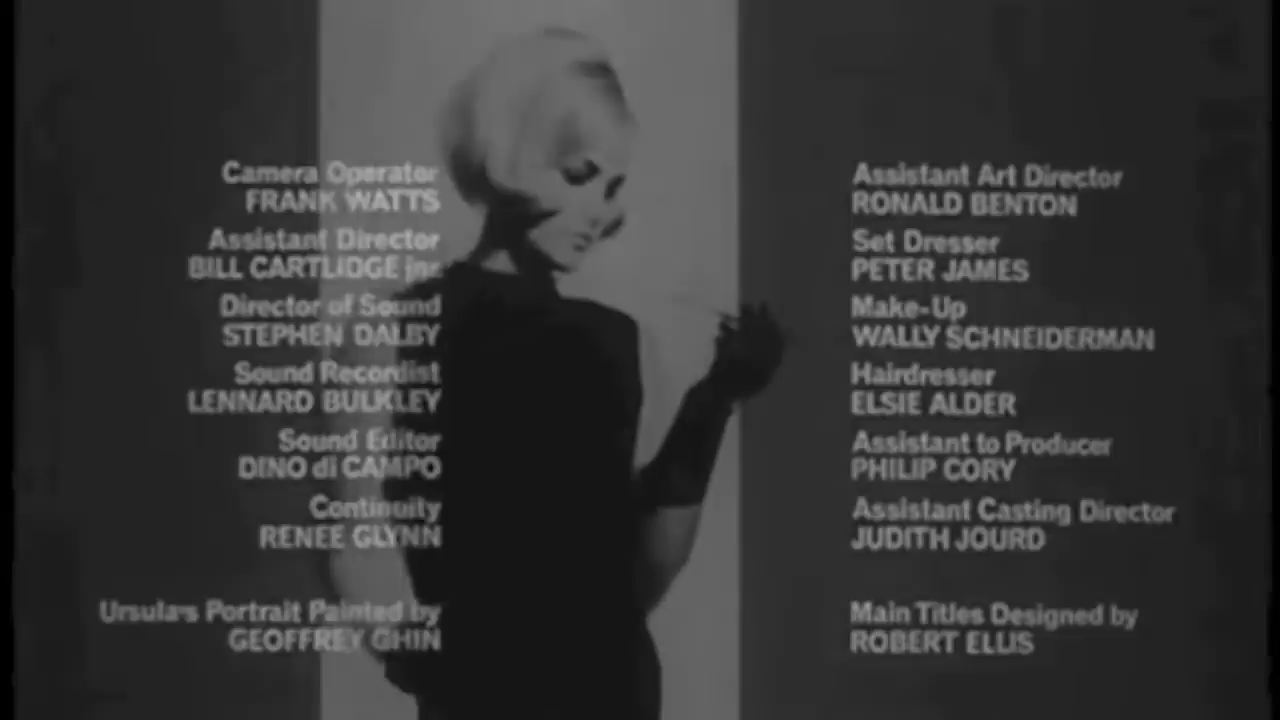 Camera Operator
FRANK WATTS
Assistant Director
BILL CARTLIDGE jnr
Director of Sound
STEPHEN DALBY
Sound Recordist
LENNARD BULKLEY
Sound Editor
DINO di CAMPO
Continuity
RENEE GLYNN
Ursula's Portrait Painted by
GEOFFREY GHIN
Assistant Art Director
RONALD BENTON
Set Dresser
PETER JAMES
Make-Up
WALLY SCHNEIDERMAN
Hairdresser
ELSIE ALDER
Assistant to Producer
PHILIP CORY
Assistant Casting Director
JUDITH JOURD
Main Titles Designed by
ROBERT ELLIS